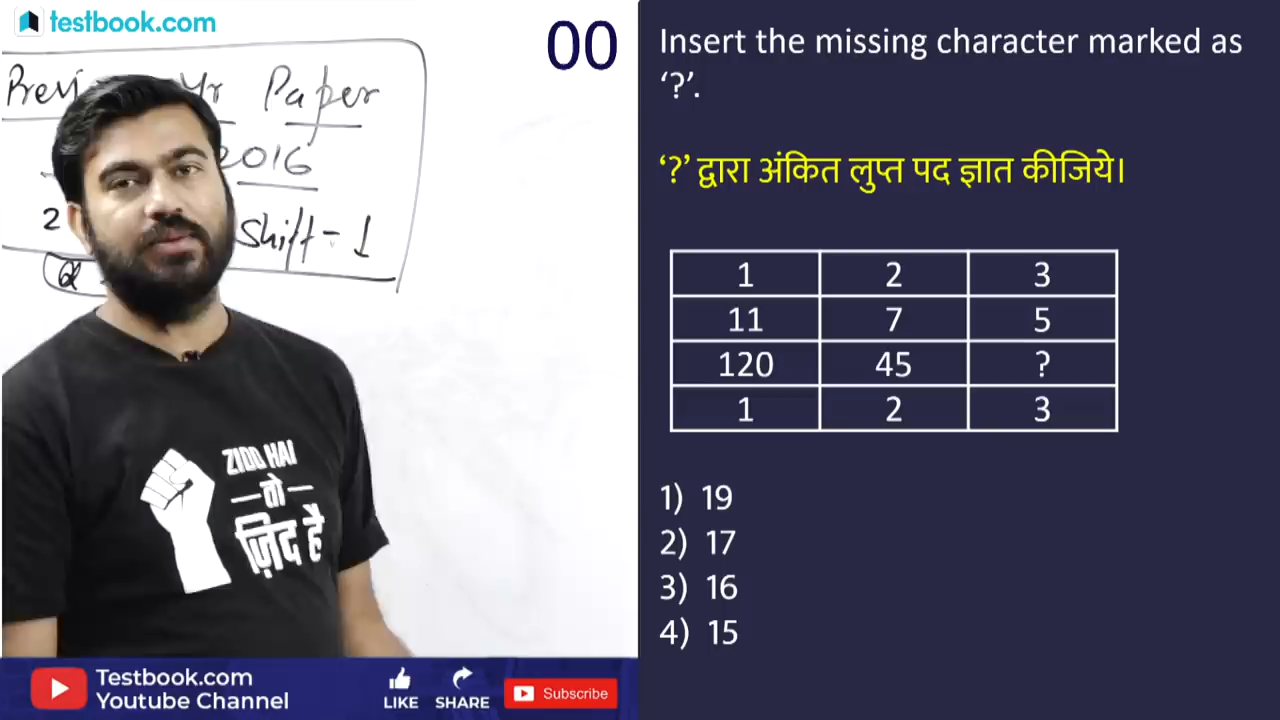 testbook.com
00
Paper
2016
2
Shift - 1
Insert the missing character marked as
‘?’.
‘?’ द्वारा अंकित लुप्त पद ज्ञात कीजिये।
1 2 3
11 7 5
120 45 ?
1 2 3
1) 19
2) 17
3) 16
4) 15
ZIDD HAI
तो
ज़िद है
Testbook.com
Youtube Channel
LIKE
SHARE
Subscribe